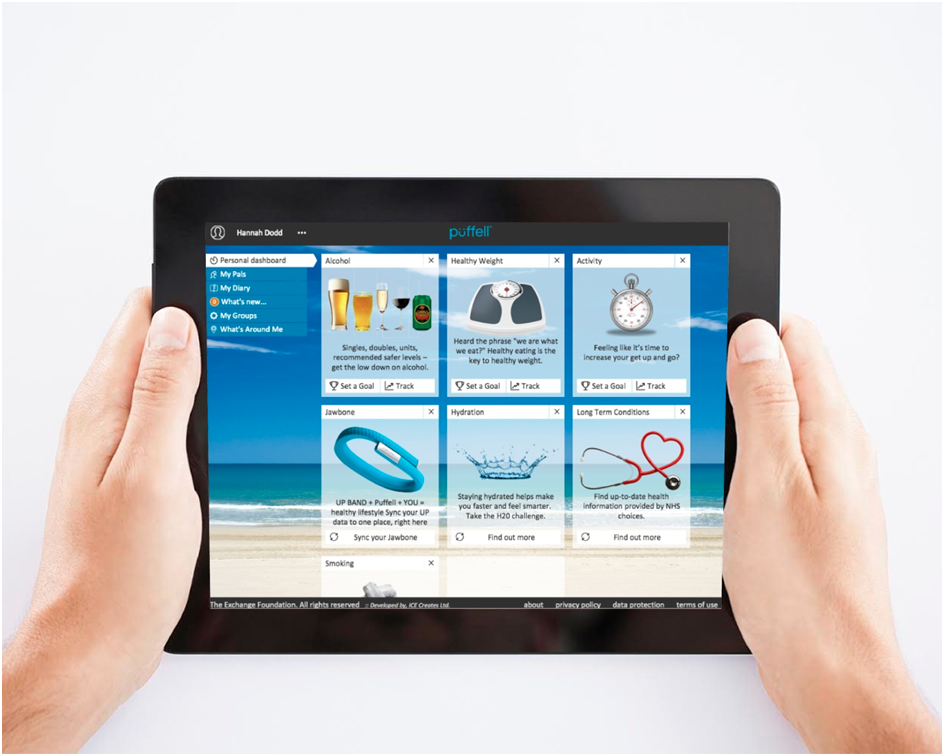 Hannah Dodd •••
puffell
Personal dashboard
My Pals
My Diary
What's new...
My Groups
What's Around Me
Alcohol
Singles, doubles, units,
recommended safer levels –
get the low down on alcohol.
Set a Goal
Track
Healthy Weight
Heard the phrase "we are what
we eat?" Healthy eating is the
key to healthy weight.
Set a Goal
Track
Activity
Feeling like it's time to
increase your get up and go?
Set a Goal
Track
Jawbone
UP BAND + Puffell + YOU =
healthy lifestyle Sync your UP
data to one place, right here
Sync your Jawbone
Hydration
Staying hydrated helps make
you faster and feel smarter.
Take the H20 challenge.
Find out more
Long Term Conditions
Find up-to-date health
information provided by NHS
choices.
Find out more
Smoking
The Exchange Foundation. All rights reserved :: Developed by, ICE Creates Ltd.
about privacy policy data protection terms of use